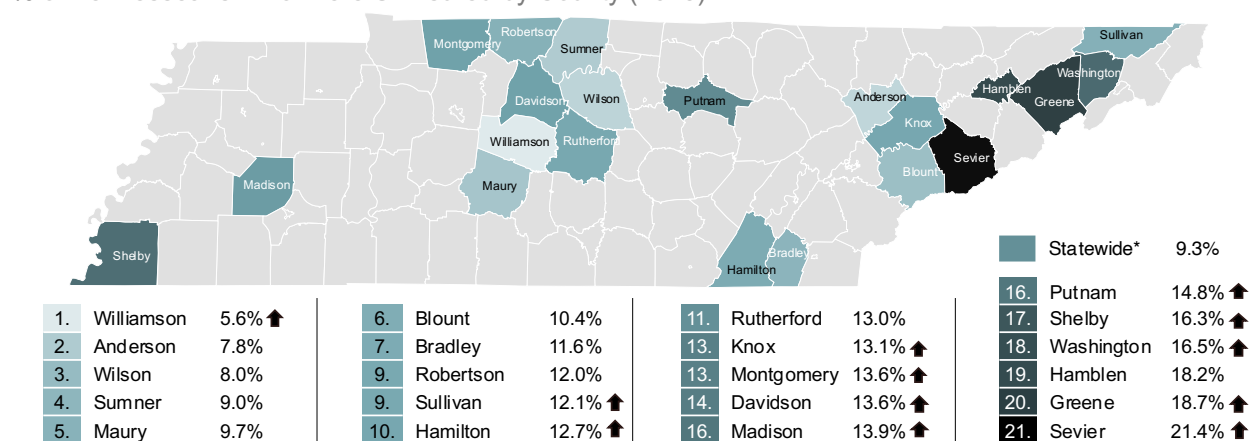 Montgomery
Robertson
Sumner
Sullivan
Davidson
Wilson
Putnam
Anderson
Hamblen
Washington
Greene
Knox
Williamson
Rutherford
Sevier
Blount
Maury
Madison
Shelby
Hamilton
Bradley
Statewide* 9.3%
1. Williamson 5.6%
2. Anderson 7.8%
3. Wilson 8.0%
4. Sumner 9.0%
5. Maury 9.7%
6. Blount 10.4%
7. Bradley 11.6%
9. Robertson 12.0%
9. Sullivan 12.1%
10. Hamilton 12.7%
11. Rutherford 13.0%
13. Knox 13.1%
13. Montgomery 13.6%
14. Davidson 13.6%
16. Madison 13.9%
16. Putnam 14.8%
17. Shelby 16.3%
18. Washington 16.5%
19. Hamblen 18.2%
20. Greene 18.7%
21. Sevier 21.4%